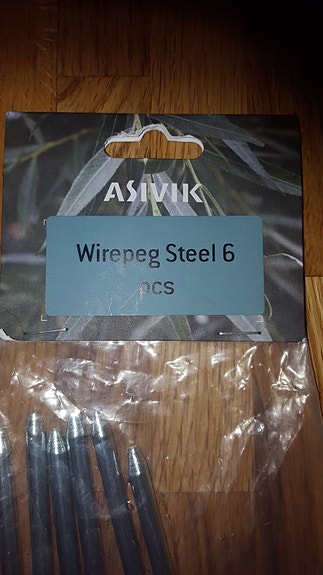 ASIVIK
Wirepeg Steel 6
pcs